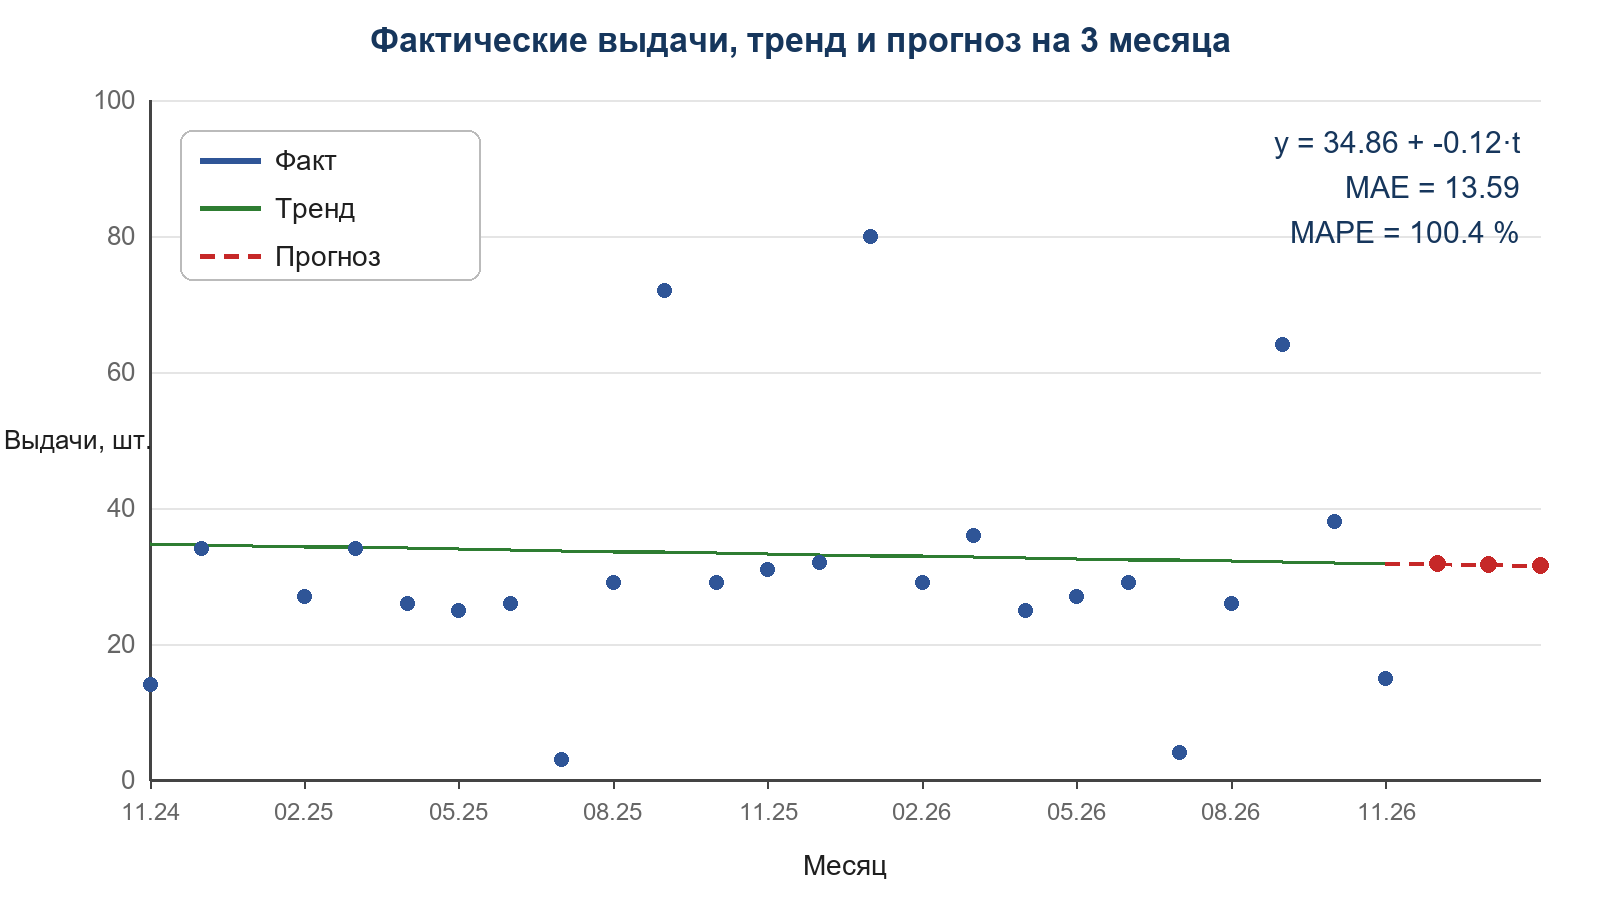 Фактические выдачи, тренд и прогноз на 3 месяца
Факт
Тренд
Прогноз
y = 34.86 + -0.12·t
MAE = 13.59
MAPE = 100.4 %
100
80
60
Выдачи, шт.
40
20
0
11.24 02.25 05.25 08.25 11.25 02.26 05.26 08.26 11.26
Месяц